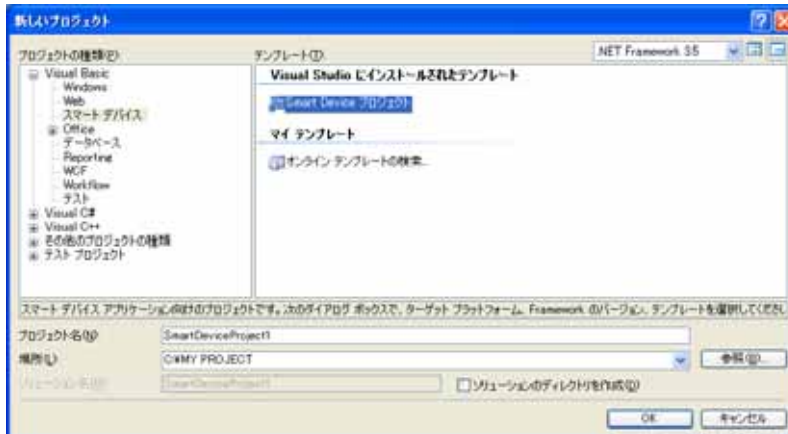 新しいプロジェクト
プロジェクトの種類(P):
テンプレート(T):
.NET Framework 3.5
Visual Basic
Windows
Web
スマート デバイス
Office
データベース
Reporting
WCF
Workflow
テスト
Visual C#
Visual C++
その他のプロジェクトの種類
テスト プロジェクト
Visual Studio にインストールされたテンプレート
Smart Device プロジェクト
マイ テンプレート
オンライン テンプレートの検索...
スマート デバイス アプリケーション向けのプロジェクトです。次のダイアログ ボックスで、ターゲット プラットフォーム、Framework のバージョン、テンプレートを選択してくださ
プロジェクト名(N):
SmartDeviceProject1
場所(L):
C:¥MY PROJECT
参照(B)...
ソリューション名(M):
SmartDeviceProject1
ソリューションのディレクトリを作成(D)
OK
キャンセル